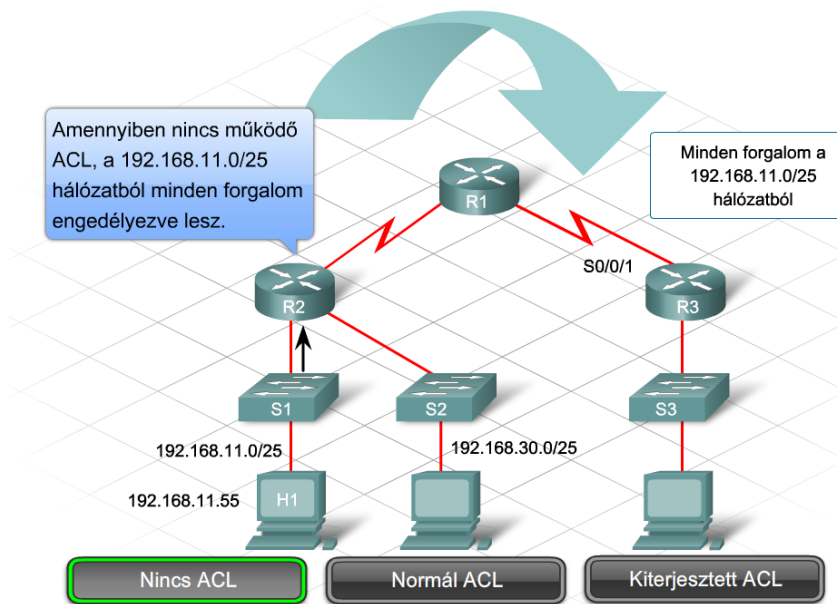 Amennyiben nincs működő
ACL, a 192.168.11.0/25
hálózatból minden forgalom
engedélyezve lesz.
Minden forgalom a
192.168.11.0/25
hálózatból
R1
S0/0/1
R2
R3
S1
S2
S3
192.168.11.0/25
192.168.30.0/25
192.168.11.55
H1
Nincs ACL
Normál ACL
Kiterjesztett ACL